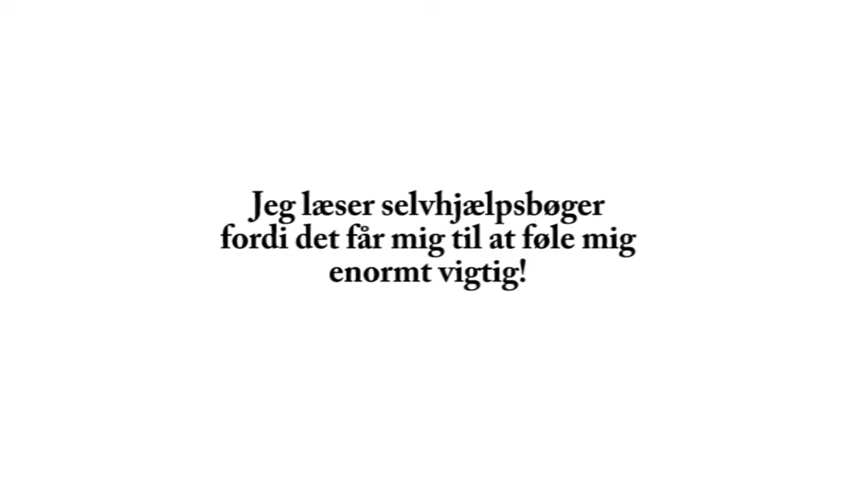 Jeg læser selvhjælpsbøger
fordi det får mig til at føle mig
enormt vigtig!